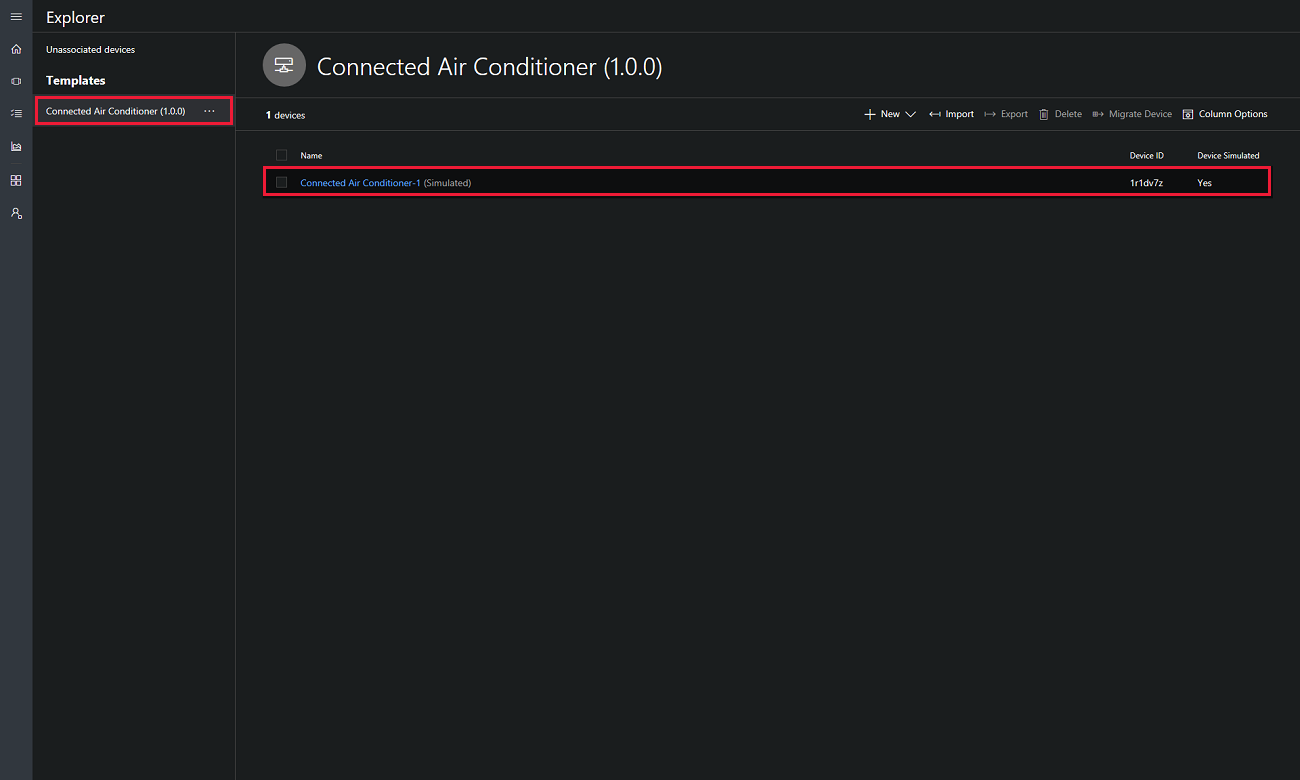 Explorer
Unassociated devices
Templates
Connected Air Conditioner (1.0.0) ...
Connected Air Conditioner (1.0.0)
1 devices
New Import Export Delete Migrate Device Column Options
Name Device ID Device Simulated
Connected Air Conditioner-1 (Simulated) 1r1dv7z Yes